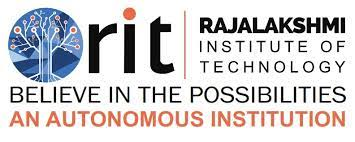 rit
RAJALAKSHMI
INSTITUTE OF
TECHNOLOGY
BELIEVE IN THE POSSIBILITIES
AN AUTONOMOUS INSTITUTION